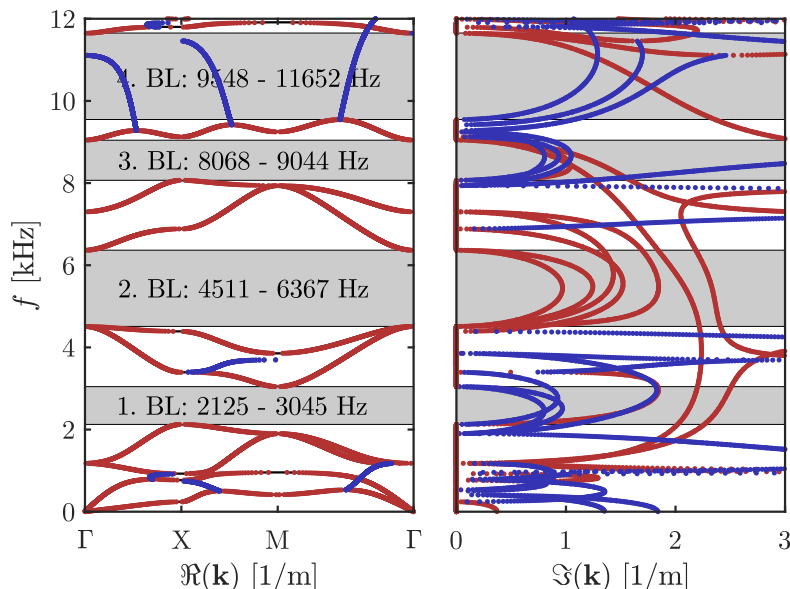 12
10
8
6
4
2
0
f [kHz]
4. BL: 9548 - 11652 Hz
3. BL: 8068 - 9044 Hz
2. BL: 4511 - 6367 Hz
1. BL: 2125 - 3045 Hz
Γ X M Γ
ℜ(k) [1/m]
0 1 2 3
ℑ(k) [1/m]